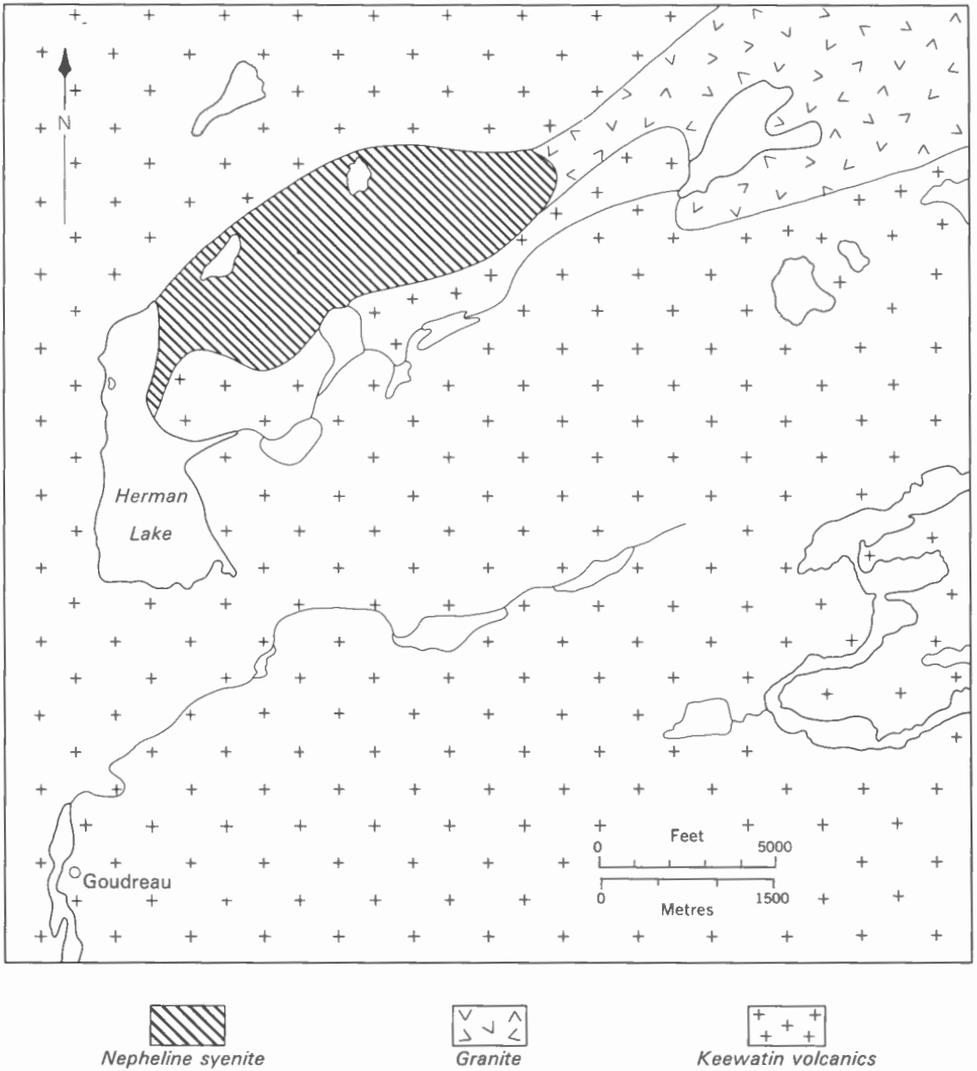 N
Herman
Lake
Feet
0 5000
0 1500
Metres
Goudreau
Nepheline syenite
Granite
Keewatin volcanics